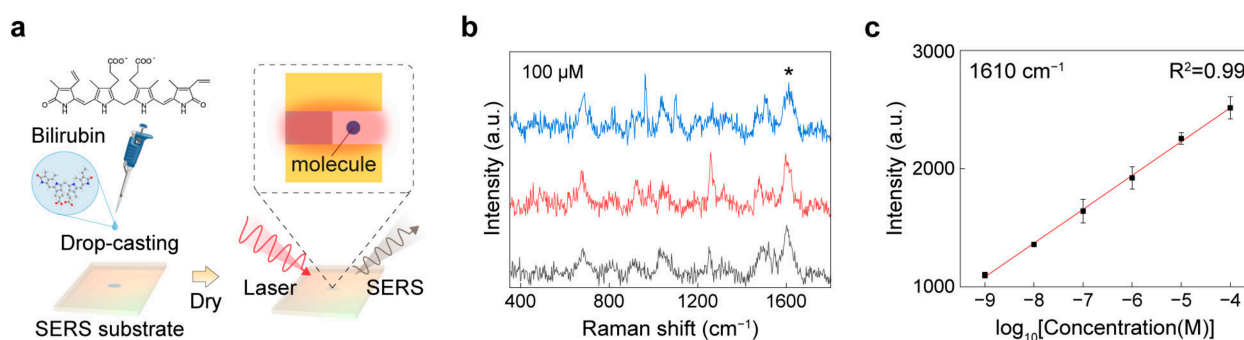 a
COO⁻ COO⁻
O N H N H N H N H O
Bilirubin
Drop-casting
SERS substrate
Dry
molecule
Laser
SERS
b
100 µM
*
Intensity (a.u.)
400 800 1200 1600
Raman shift (cm⁻¹)
c
1610 cm⁻¹
R²=0.99
Intensity (a.u.)
3000
2000
1000
−9 −8 −7 −6 −5 −4
log₁₀[Concentration(M)]